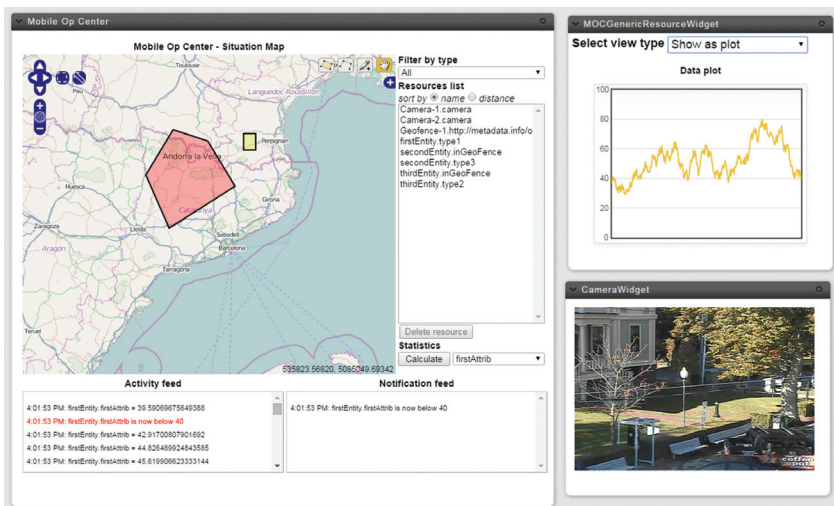 Mobile Op Center
Mobile Op Center - Situation Map
Toulouse
Pau
Languedoc-Roussillon
Perpignan
Andorra la Vella
Huesca
Girona
Catalunya
Zaragoza
Lleida
Sabadell
Aragón
Barcelona
Tarragona
Teruel
535823.56820, 5085049.69342
Filter by type
All
Resources list
sort by name distance
Camera-1.camera
Camera-2.camera
Geofence-1.http://metadata.info/o
firstEntity.type1
secondEntity.inGeoFence
secondEntity.type3
thirdEntity.inGeoFence
thirdEntity.type2
Delete resource
Statistics
Calculate firstAttrib
Activity feed
4:01:53 PM: firstEntity.firstAttrib = 39.59069675649388
4:01:53 PM: firstEntity.firstAttrib is now below 40
4:01:53 PM: firstEntity.firstAttrib = 42.91700807901692
4:01:53 PM: firstEntity.firstAttrib = 44.826469924843585
4:01:53 PM: firstEntity.firstAttrib = 45.619906623333144
Notification feed
4:01:53 PM: firstEntity.firstAttrib is now below 40
MOCGenericResourceWidget
Select view type Show as plot
Data plot
100
80
60
40
20
0
CameraWidget
coffee
pot